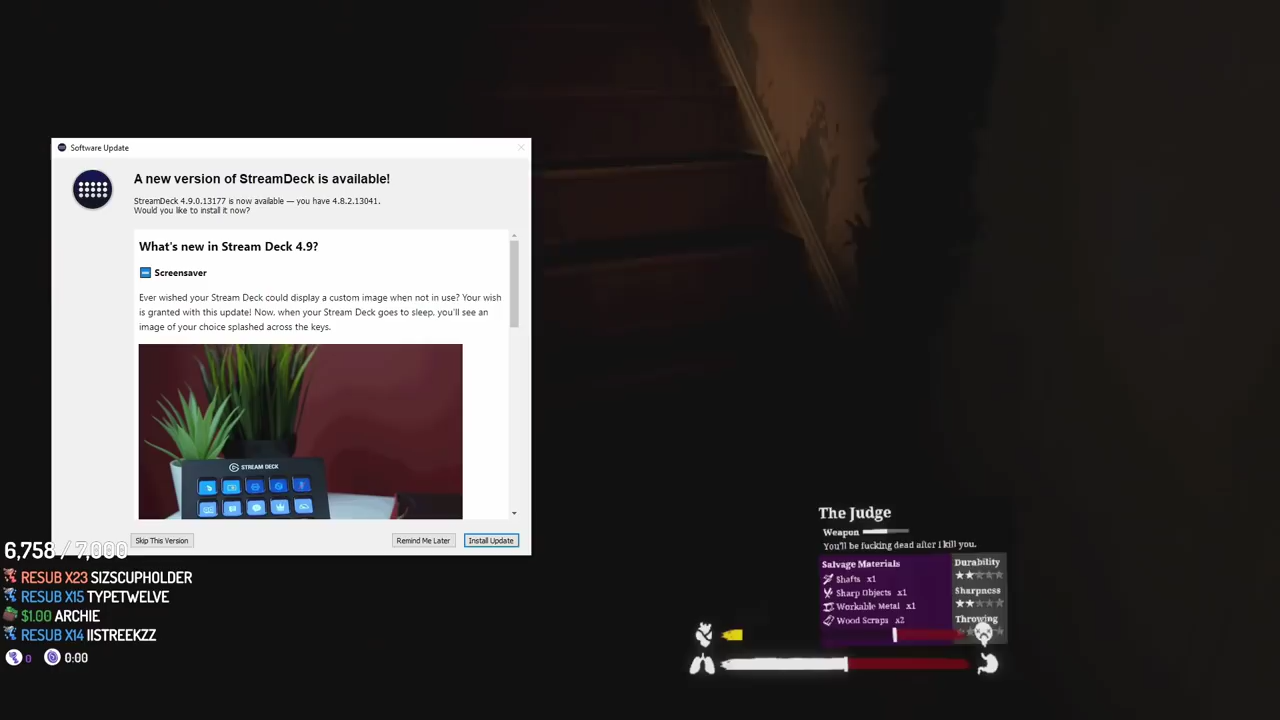 Software Update
A new version of StreamDeck is available!
StreamDeck 4.9.0.13177 is now available — you have 4.8.2.13041.
Would you like to install it now?
What's new in Stream Deck 4.9?
Screensaver
Ever wished your Stream Deck could display a custom image when not in use? Your wish
is granted with this update! Now, when your Stream Deck goes to sleep, you'll see an
image of your choice splashed across the keys.
STREAM DECK
Skip This Version
Remind Me Later
Install Update
6,758 / 7,000
RESUB X23 SIZSCUPHOLDER
RESUB X15 TYPETWELVE
$1.00 ARCHIE
RESUB X14 IISTREEKZZ
0
0:00
The Judge
Weapon
You'll be fucking dead after I kill you.
Salvage Materials
Shafts x1
Sharp Objects x1
Workable Metal x1
Wood Scraps x2
Durability
Sharpness
Throwing